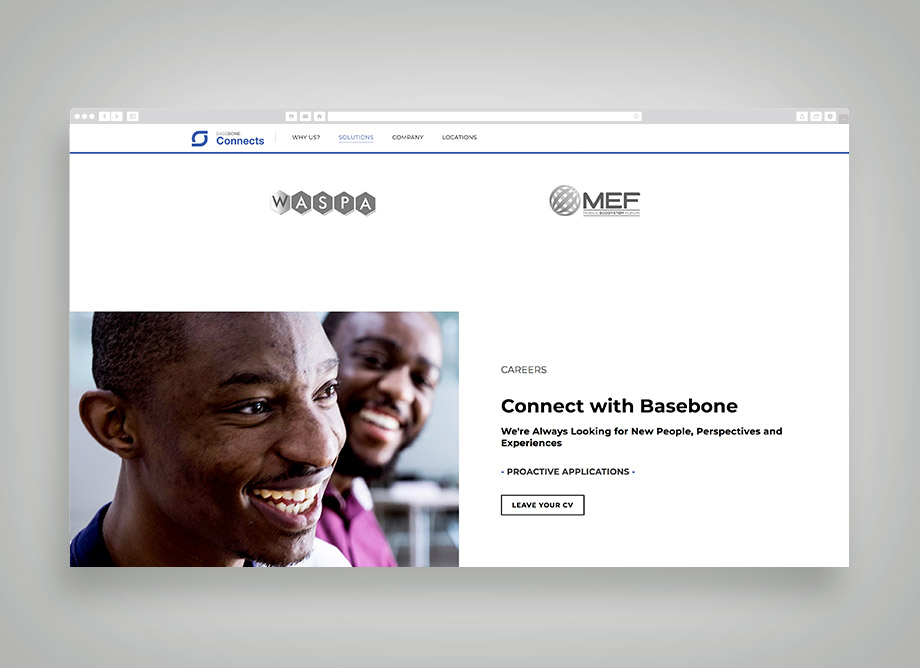 BASEBONE
Connects
WHY US?
SOLUTIONS
COMPANY
LOCATIONS
WASPA
MEF
MOBILE ECOSYSTEM FORUM
CAREERS
Connect with Basebone
We're Always Looking for New People, Perspectives and
Experiences
- PROACTIVE APPLICATIONS -
LEAVE YOUR CV